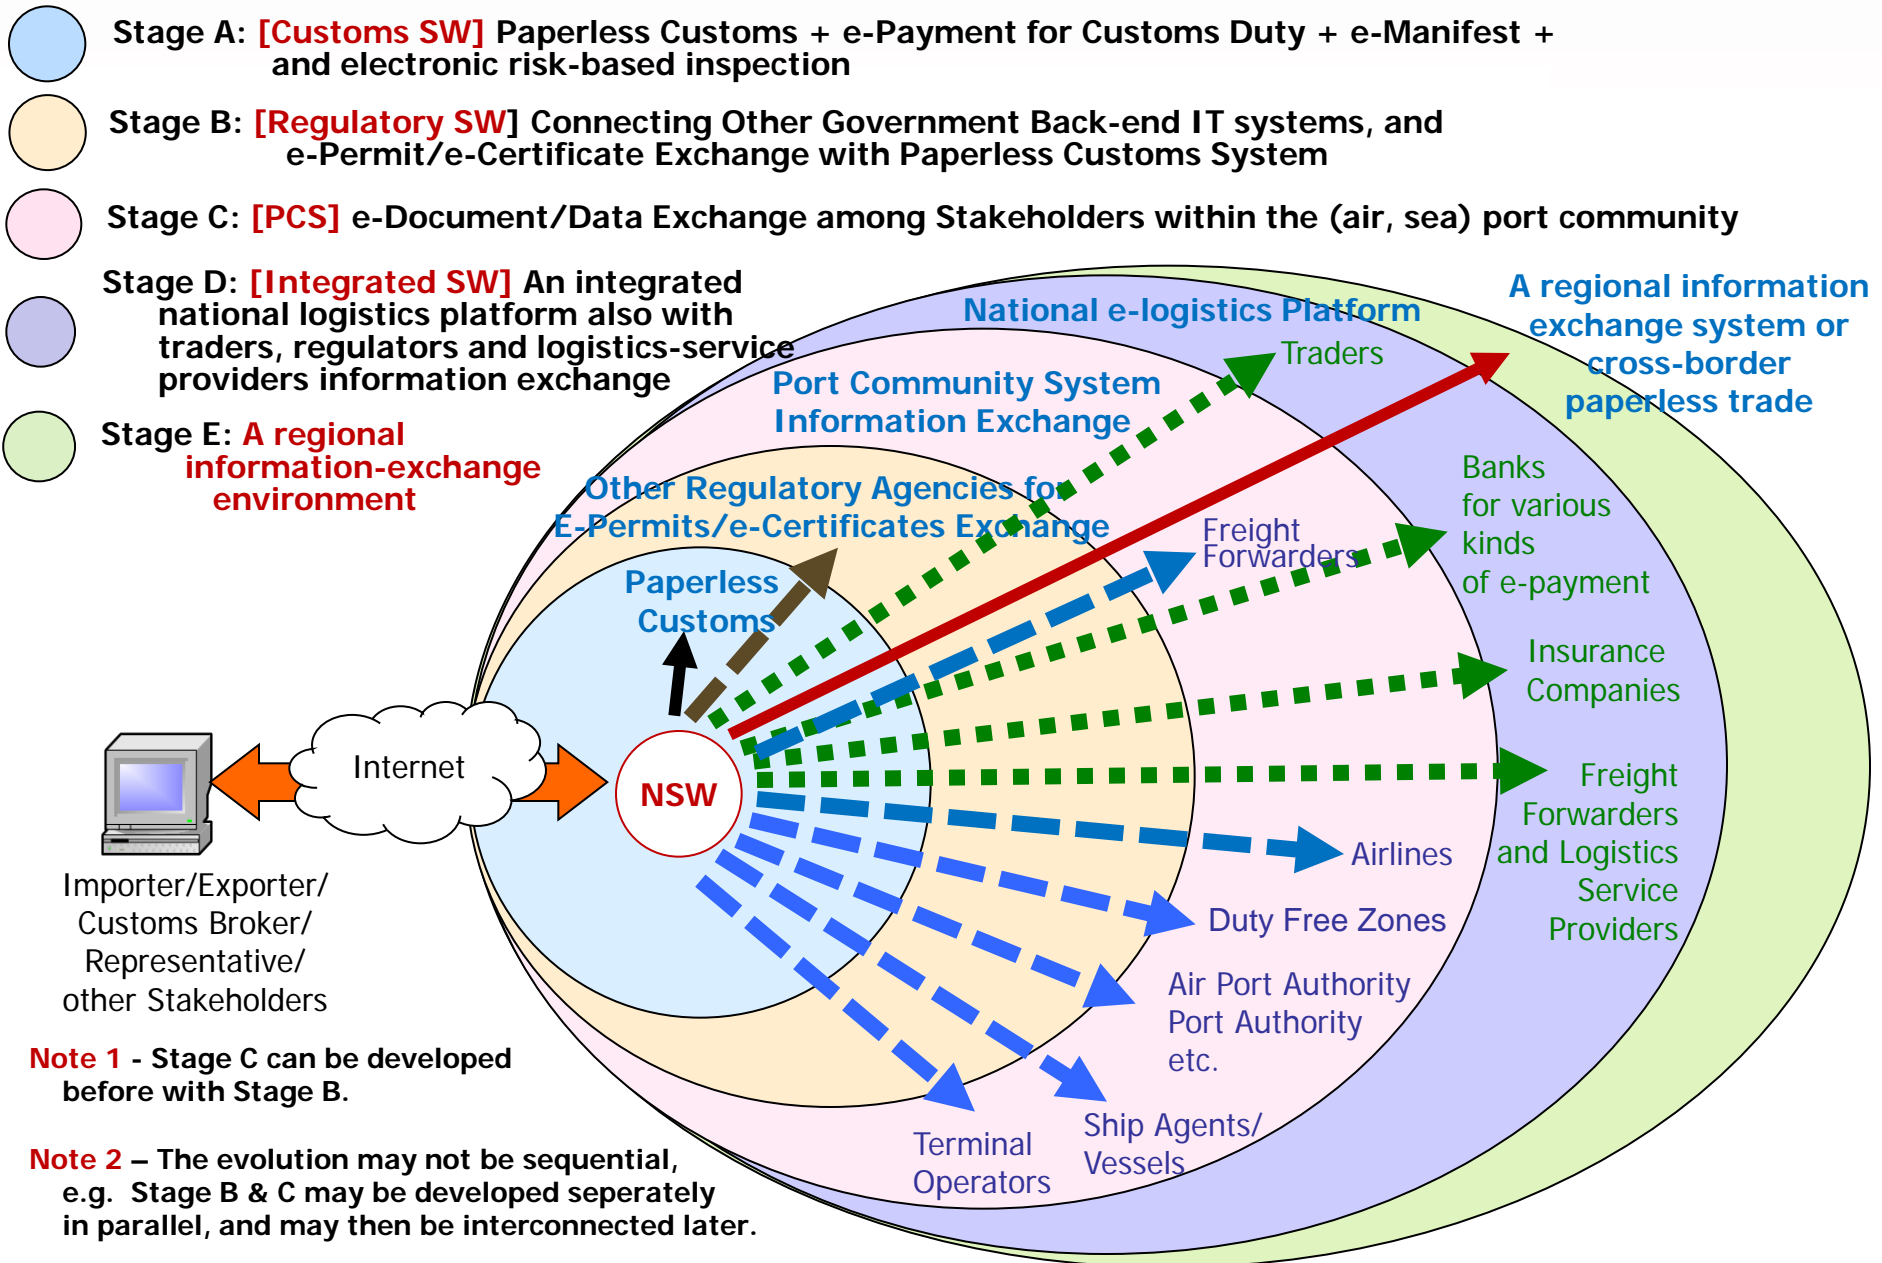 Stage A: [Customs SW] Paperless Customs + e-Payment for Customs Duty + e-Manifest +
and electronic risk-based inspection
Stage B: [Regulatory SW] Connecting Other Government Back-end IT systems, and
e-Permit/e-Certificate Exchange with Paperless Customs System
Stage C: [PCS] e-Document/Data Exchange among Stakeholders within the (air, sea) port community
Stage D: [Integrated SW] An integrated
national logistics platform also with
traders, regulators and logistics-service
providers information exchange
Stage E: A regional
information-exchange
environment
National e-logistics Platform
A regional information
exchange system or
cross-border
paperless trade
Traders
Port Community System
Information Exchange
Other Regulatory Agencies for
E-Permits/e-Certificates Exchange
Banks
for various
kinds
of e-payment
Freight
Forwarders
Paperless
Customs
Insurance
Companies
Internet
NSW
Freight
Forwarders
and Logistics
Service
Providers
Airlines
Duty Free Zones
Air Port Authority
Port Authority
etc.
Ship Agents/
Vessels
Terminal
Operators
Importer/Exporter/
Customs Broker/
Representative/
other Stakeholders
Note 1 - Stage C can be developed
before with Stage B.
Note 2 – The evolution may not be sequential,
e.g. Stage B & C may be developed seperately
in parallel, and may then be interconnected later.